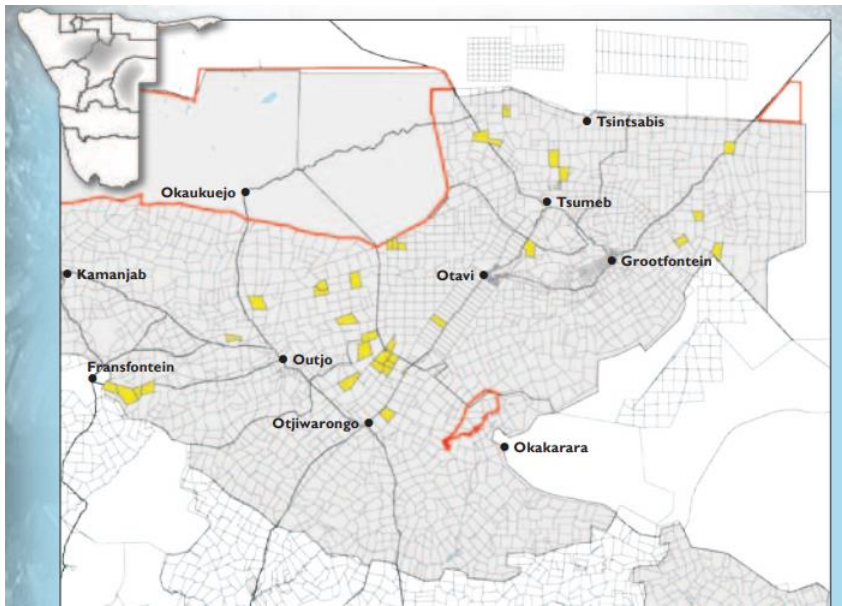 Tsintsabis
Okaukuejo
Tsumeb
Grootfontein
Otavi
Kamanjab
Outjo
Fransfontein
Otjiwarongo
Okakarara